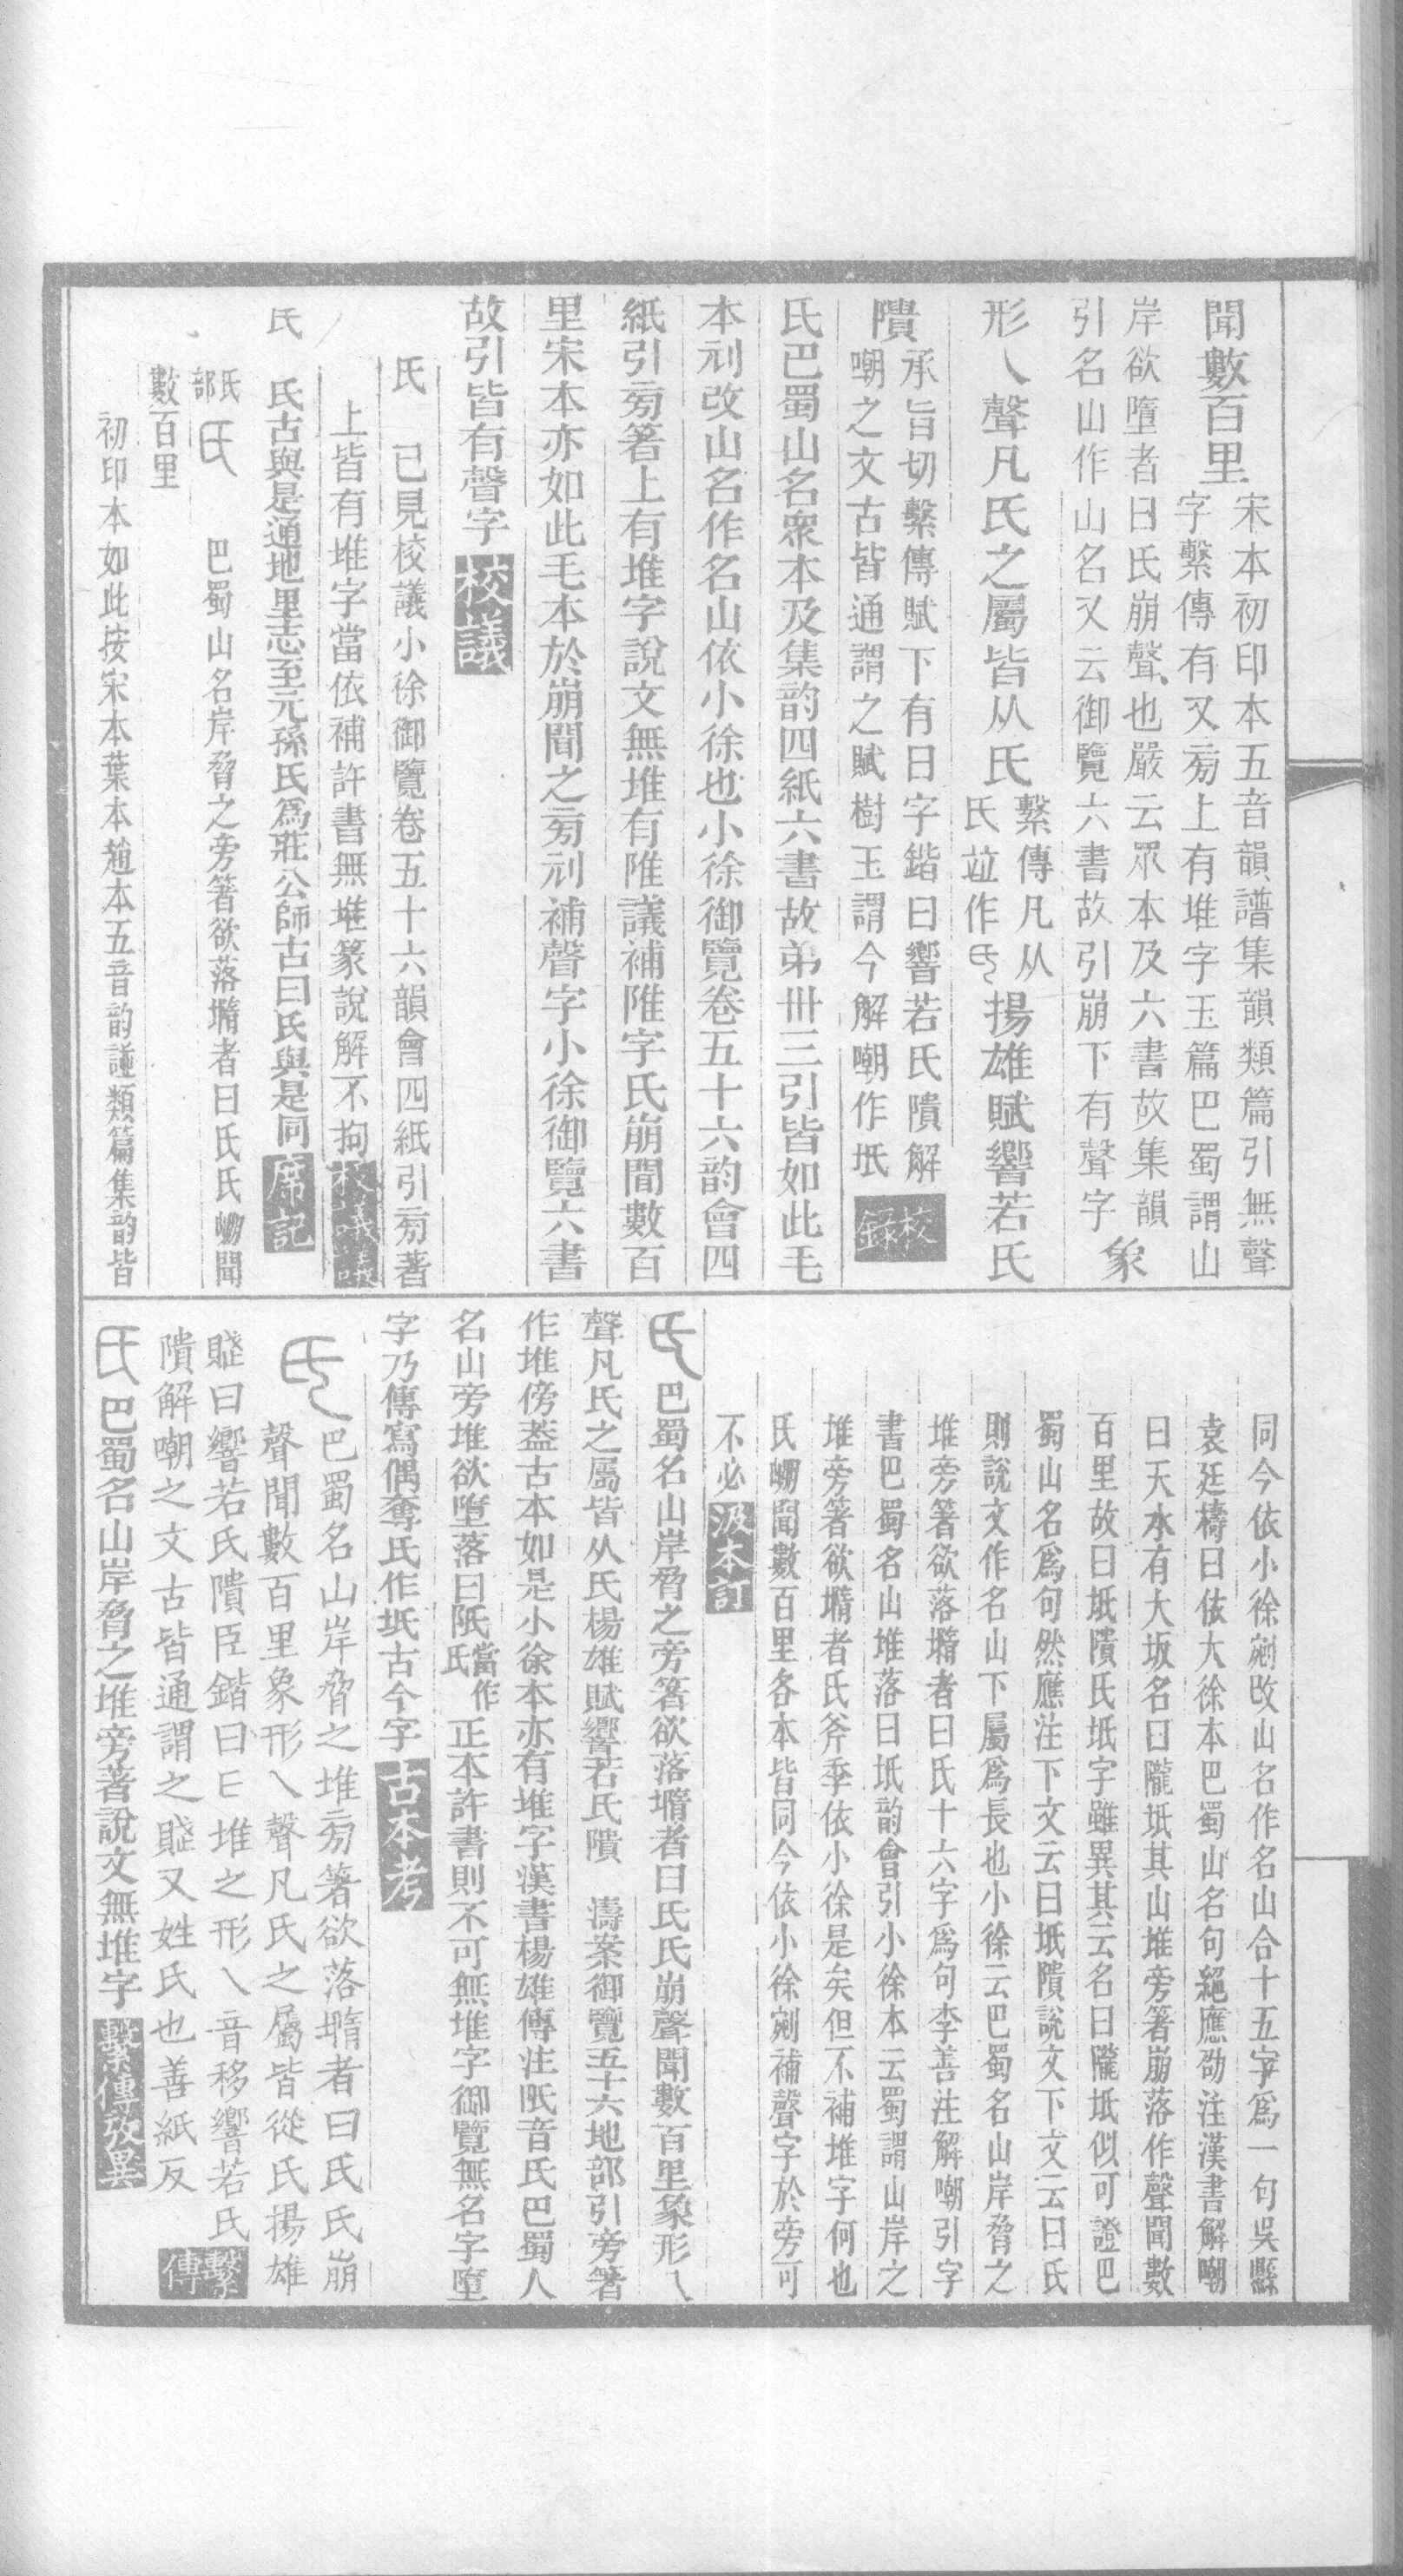 聞數百里
宋本初印本五音韻譜集韻類篇引無聲
字繫傳有又㫄上有堆字玉篇巴蜀謂山
岸欲墮者曰氏崩聲也嚴云眾本及六書故集韻
引名山作山名又云御覽六書故引崩下有聲字
象
形乀聲凡氏之屬皆从氏
繫傳凡从
氏竝作氏
揚雄賦響若氏
隤
承旨切繫傳賦下有曰字鍇曰響若氏隤解
嘲之文古皆通謂之賦樹玉謂今解嘲作坻
校
錄
氏巴蜀山名眾本及集韵四紙六書故弟卅三引皆如此毛
本刓改山名作名山依小徐也小徐御覽卷五十六韵會四
紙引㫄箸上有堆字說文無堆有陮議補陮字氏崩聞數百
里宋本亦如此毛本於崩聞之㫄刓補聲字小徐御覽六書
故引皆有聲字校議
氏　已見校議小徐御覽卷五十六韻會四紙引㫄著
上皆有堆字當依補許書無堆篆說解不拘校議議
氏　氏古與是通地里志至元孫氏爲莊公師古曰氏與是同席記
氏
部
氏　巴蜀山名岸脅之旁箸欲落墮者曰氏氏崩聞
數百里
初印本如此按宋本葉本趙本五音韵譜類篇集韵皆
同今依小徐剜改山名作名山合十五字爲一句吳縣
袁廷檮曰依大徐本巴蜀山名句絕應劭注漢書解嘲
曰天水有大坂名曰隴坻其山堆旁著崩落作聲聞數
百里故曰坻隤氏坻字雖異其云名曰隴坻似可證巴
蜀山名爲句然應注下文云曰坻隤說文下文云曰氏
則說文作名山下屬爲長也小徐云巴蜀名山岸脅之
堆旁箸欲落墮者曰氏十六字爲句李善注解嘲引字
書巴蜀名山堆落曰坻韵會引小徐本云蜀謂山岸之
堆旁箸欲墮者氏斧季依小徐是矣但不補堆字何也
氏崩聞數百里各本皆同今依小徐剜補聲字於旁可
不必汲本訂
氏巴蜀名山岸脅之旁箸欲落墮者曰氏氏崩聲聞數百里象形乀
聲凡氏之屬皆从氏楊雄賦響若氏隤　濤案御覽五十六地部引旁箸
作堆傍葢古本如是小徐本亦有堆字漢書楊雄傳注阺音氏巴蜀人
名山旁堆欲墮落曰阺
當作
氏
正本許書則不可無堆字御覽無名字墮
字乃傳寫偶奪氏作坻古今字古本考
氏巴蜀名山岸脅之堆㫄箸欲落墮者曰氏氏崩
聲聞數百里象形乀聲凡氏之屬皆從氏揚雄
賦曰響若氏隤臣鍇曰堆之形乀音移響若氏
隤解嘲之文古皆通謂之賦又姓氏也善紙反
繫
傳
氏巴蜀名山岸脅之堆旁著說文無堆字繫傳攷異